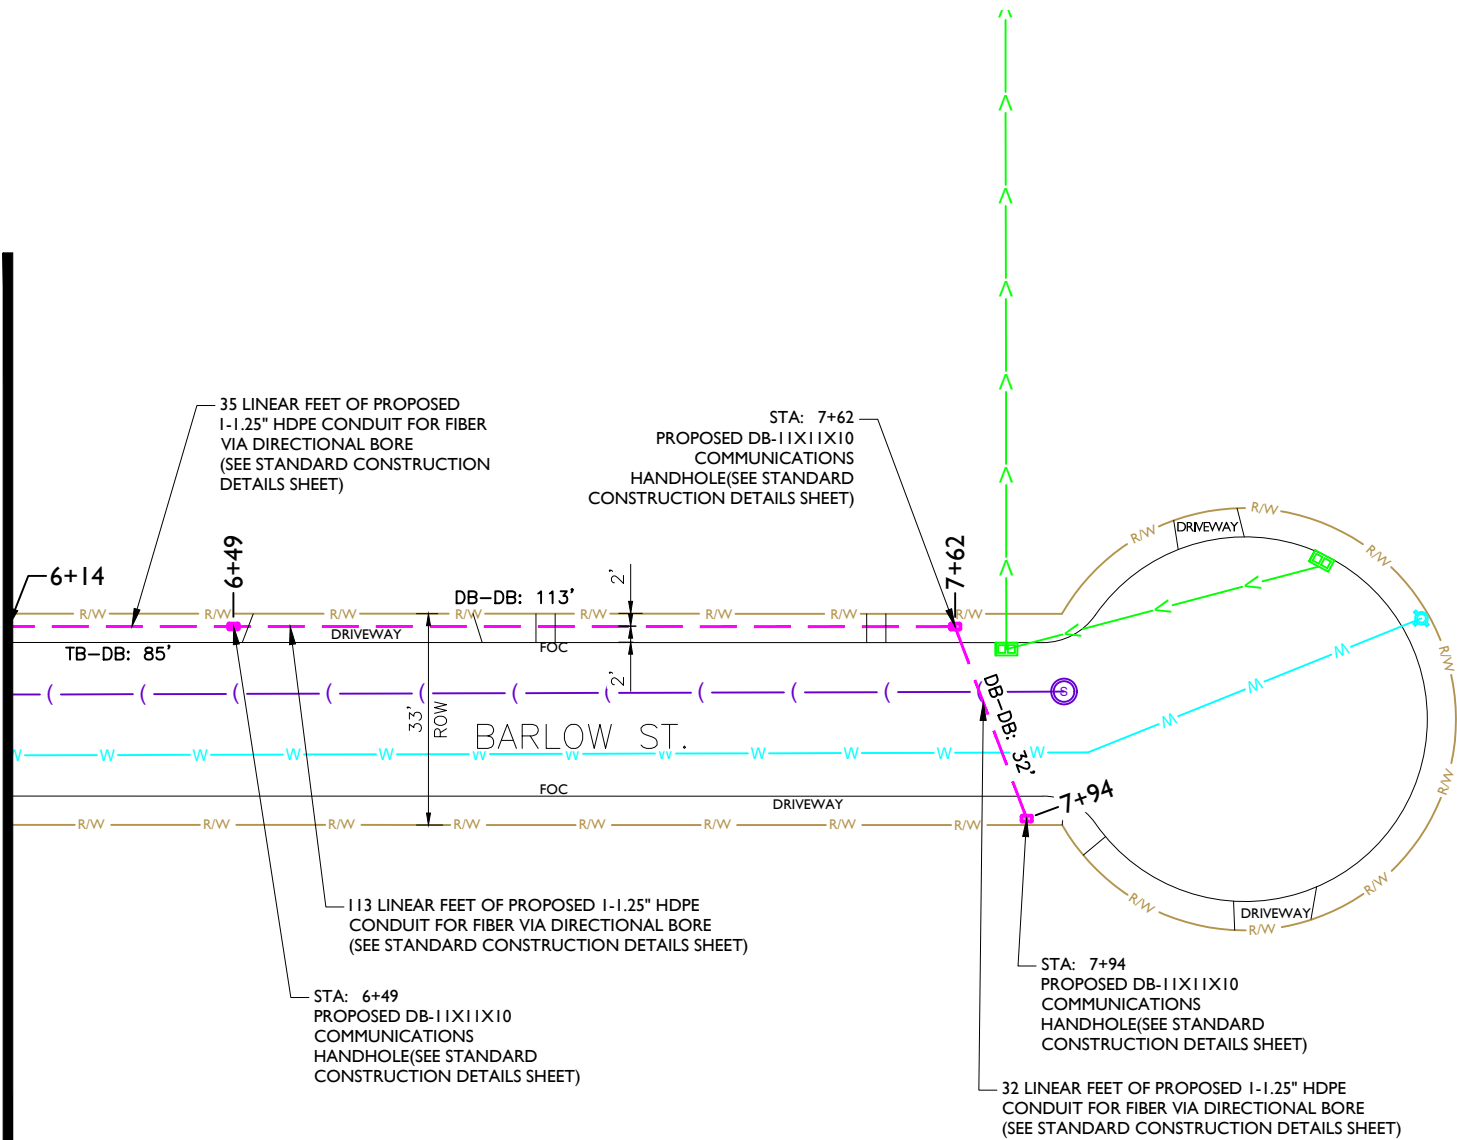 35 LINEAR FEET OF PROPOSED
1-1.25" HDPE CONDUIT FOR FIBER
VIA DIRECTIONAL BORE
(SEE STANDARD CONSTRUCTION
DETAILS SHEET)
STA: 7+62
PROPOSED DB-11X11X10
COMMUNICATIONS
HANDHOLE(SEE STANDARD
CONSTRUCTION DETAILS SHEET)
6+14
6+49
7+62
2'
DB-DB: 113'
R/W R/W R/W R/W R/W R/W R/W R/W
DRIVEWAY
FOC
TB-DB: 85'
2'
33'
ROW
BARLOW ST.
S
DB-DB: 32'
W W W W W W W W W W W W W W W
FOC
DRIVEWAY
7+94
R/W R/W R/W R/W R/W R/W R/W R/W
DRIVEWAY
R/W R/W R/W R/W R/W R/W R/W R/W
DRIVEWAY
113 LINEAR FEET OF PROPOSED 1-1.25" HDPE
CONDUIT FOR FIBER VIA DIRECTIONAL BORE
(SEE STANDARD CONSTRUCTION DETAILS SHEET)
STA: 6+49
PROPOSED DB-11X11X10
COMMUNICATIONS
HANDHOLE(SEE STANDARD
CONSTRUCTION DETAILS SHEET)
STA: 7+94
PROPOSED DB-11X11X10
COMMUNICATIONS
HANDHOLE(SEE STANDARD
CONSTRUCTION DETAILS SHEET)
32 LINEAR FEET OF PROPOSED 1-1.25" HDPE
CONDUIT FOR FIBER VIA DIRECTIONAL BORE
(SEE STANDARD CONSTRUCTION DETAILS SHEET)